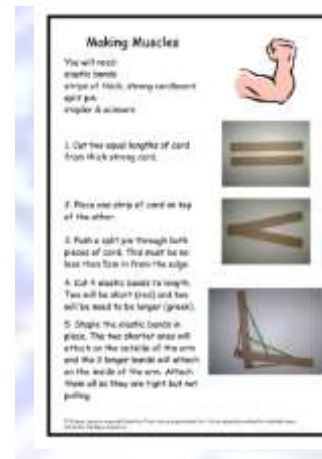 Making Muscles
You will need:
elastic bands
strips of thick, strong cardboard
split pin
stapler & scissors
1. Cut two equal lengths of card
from thick strong card.
2. Place one strip of card on top
of the other.
3. Push a split pin through both
pieces of card. This must be no
less than 5cm in from the edge.
4. Cut 4 elastic bands to length.
Two will be short (red) and two
will be need to be longer (green).
5. Shape the elastic bands in
place. The two shorter ones will
attach on the outside of the arm
and the 2 longer bands will attach
on the inside of the arm. Attach
them all so they are tight but not
pulling.